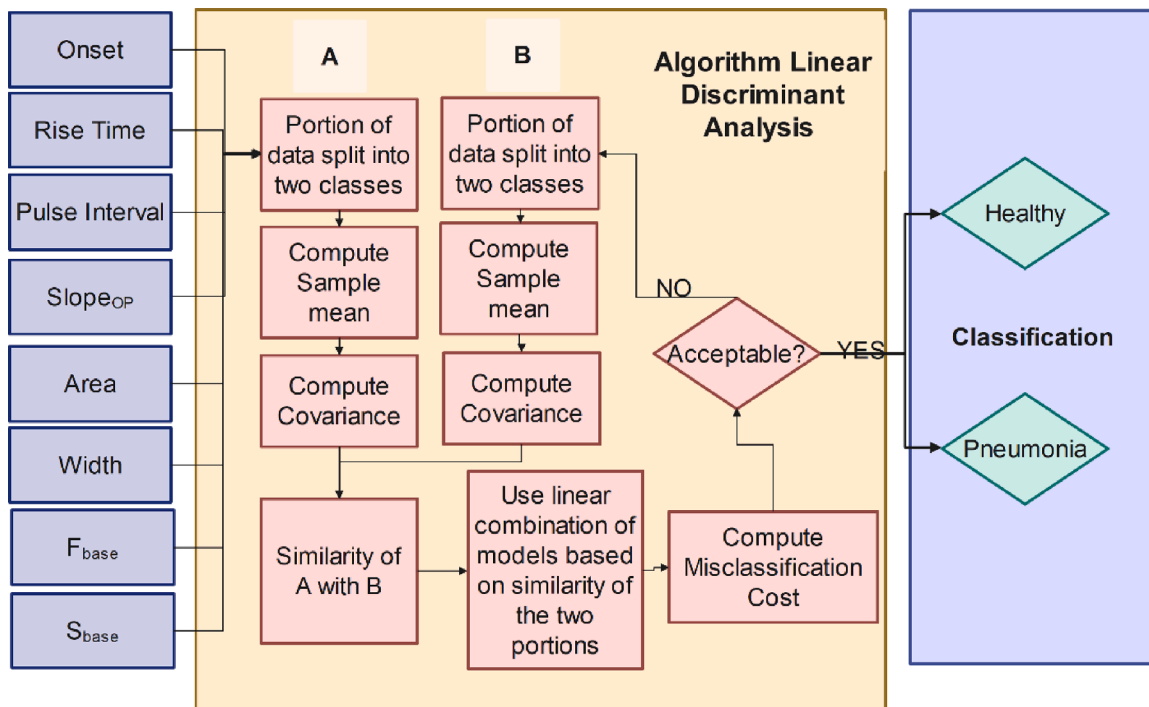 Onset
Rise Time
Pulse Interval
SlopeOP
Area
Width
Fbase
Sbase
A
B
Algorithm Linear
Discriminant
Analysis
Portion of
data split into
two classes
Compute
Sample
mean
Compute
Covariance
Portion of
data split into
two classes
Compute
Sample
mean
Compute
Covariance
Similarity of
A with B
Use linear
combination of
models based
on similarity of
the two
portions
Compute
Misclassification
Cost
Acceptable?
NO
YES
Healthy
Classification
Pneumonia